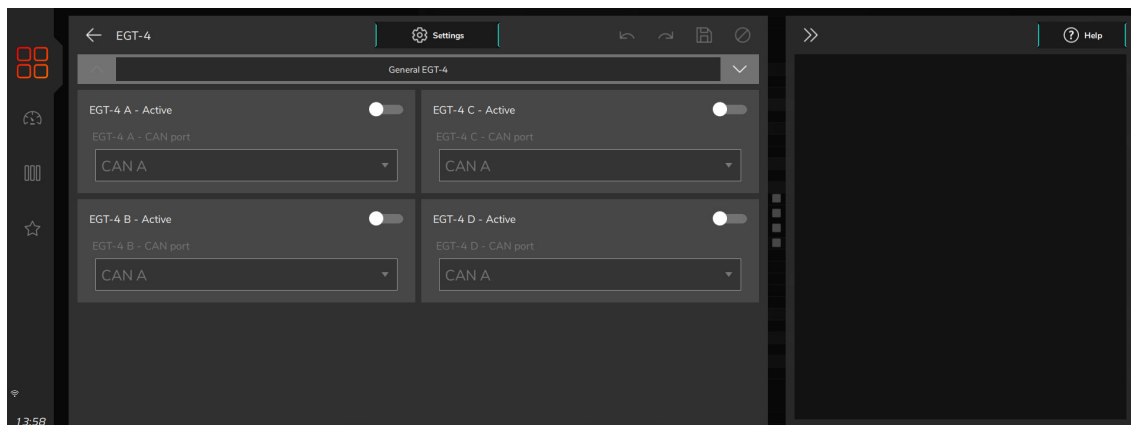 EGT-4
Settings
Help
General EGT-4
EGT-4 A - Active
EGT-4 A - CAN port
CAN A
EGT-4 C - Active
EGT-4 C - CAN port
CAN A
EGT-4 B - Active
EGT-4 B - CAN port
CAN A
EGT-4 D - Active
EGT-4 D - CAN port
CAN A
13:58